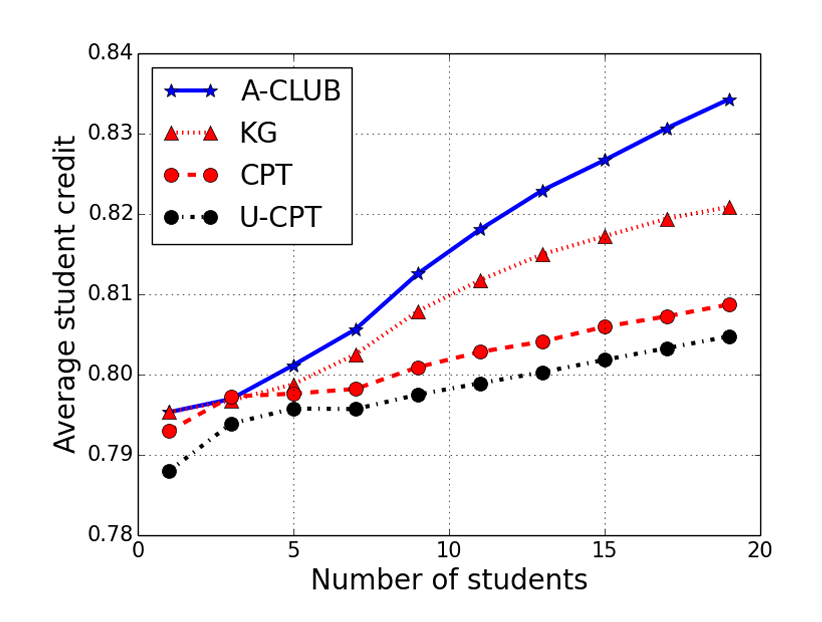 0.84
0.83
0.82
0.81
0.80
0.79
0.78
Average student credit
A-CLUB
KG
CPT
U-CPT
0 5 10 15 20
Number of students